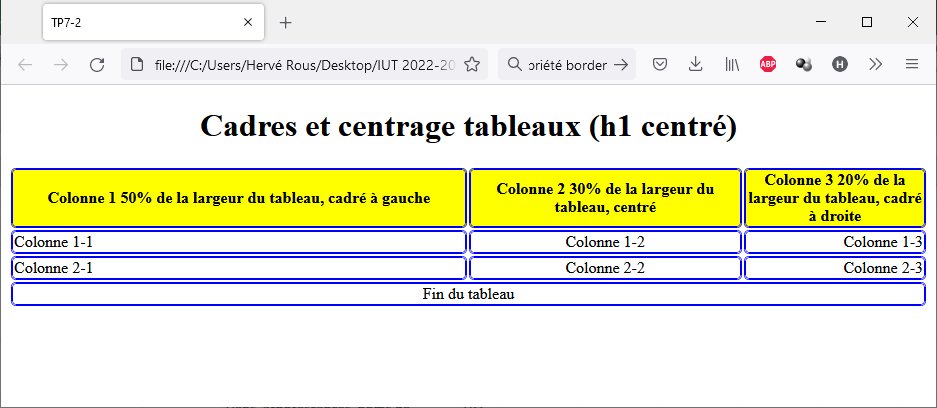 TP7-2
file:///C:/Users/Hervé Rous/Desktop/IUT 2022-20
priété border
ABP
H
Cadres et centrage tableaux (h1 centré)
Colonne 1 50% de la largeur du tableau, cadré à gauche
Colonne 2 30% de la largeur du
tableau, centré
Colonne 3 20% de la
largeur du tableau, cadré
à droite
Colonne 1-1
Colonne 1-2
Colonne 1-3
Colonne 2-1
Colonne 2-2
Colonne 2-3
Fin du tableau